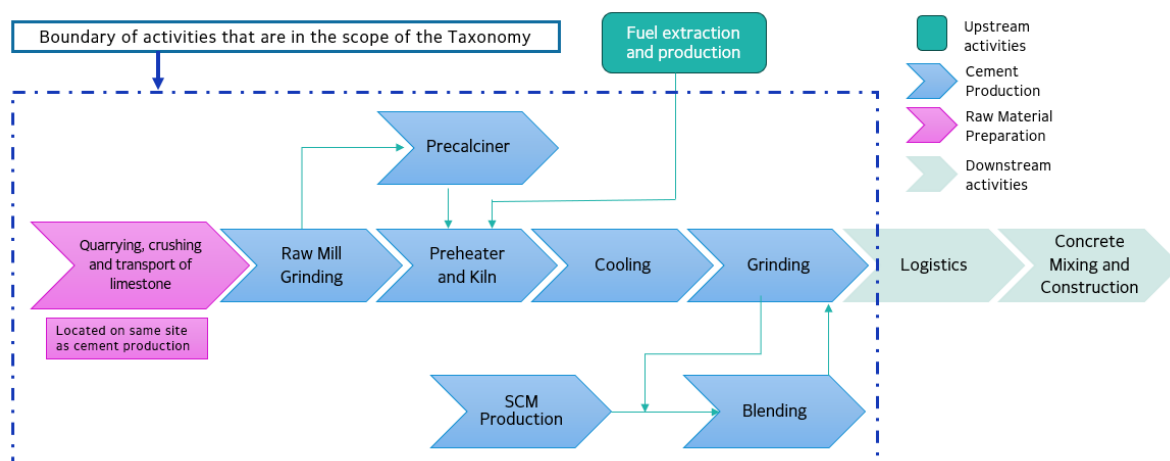 Boundary of activities that are in the scope of the Taxonomy
Fuel extraction
and production
Upstream
activities
Cement
Production
Raw Material
Preparation
Downstream
activities
Precalciner
Quarrying, crushing
and transport of
limestone
Raw Mill
Grinding
Preheater
and Kiln
Cooling
Grinding
Logistics
Concrete
Mixing and
Construction
Located on same site
as cement production
SCM
Production
Blending